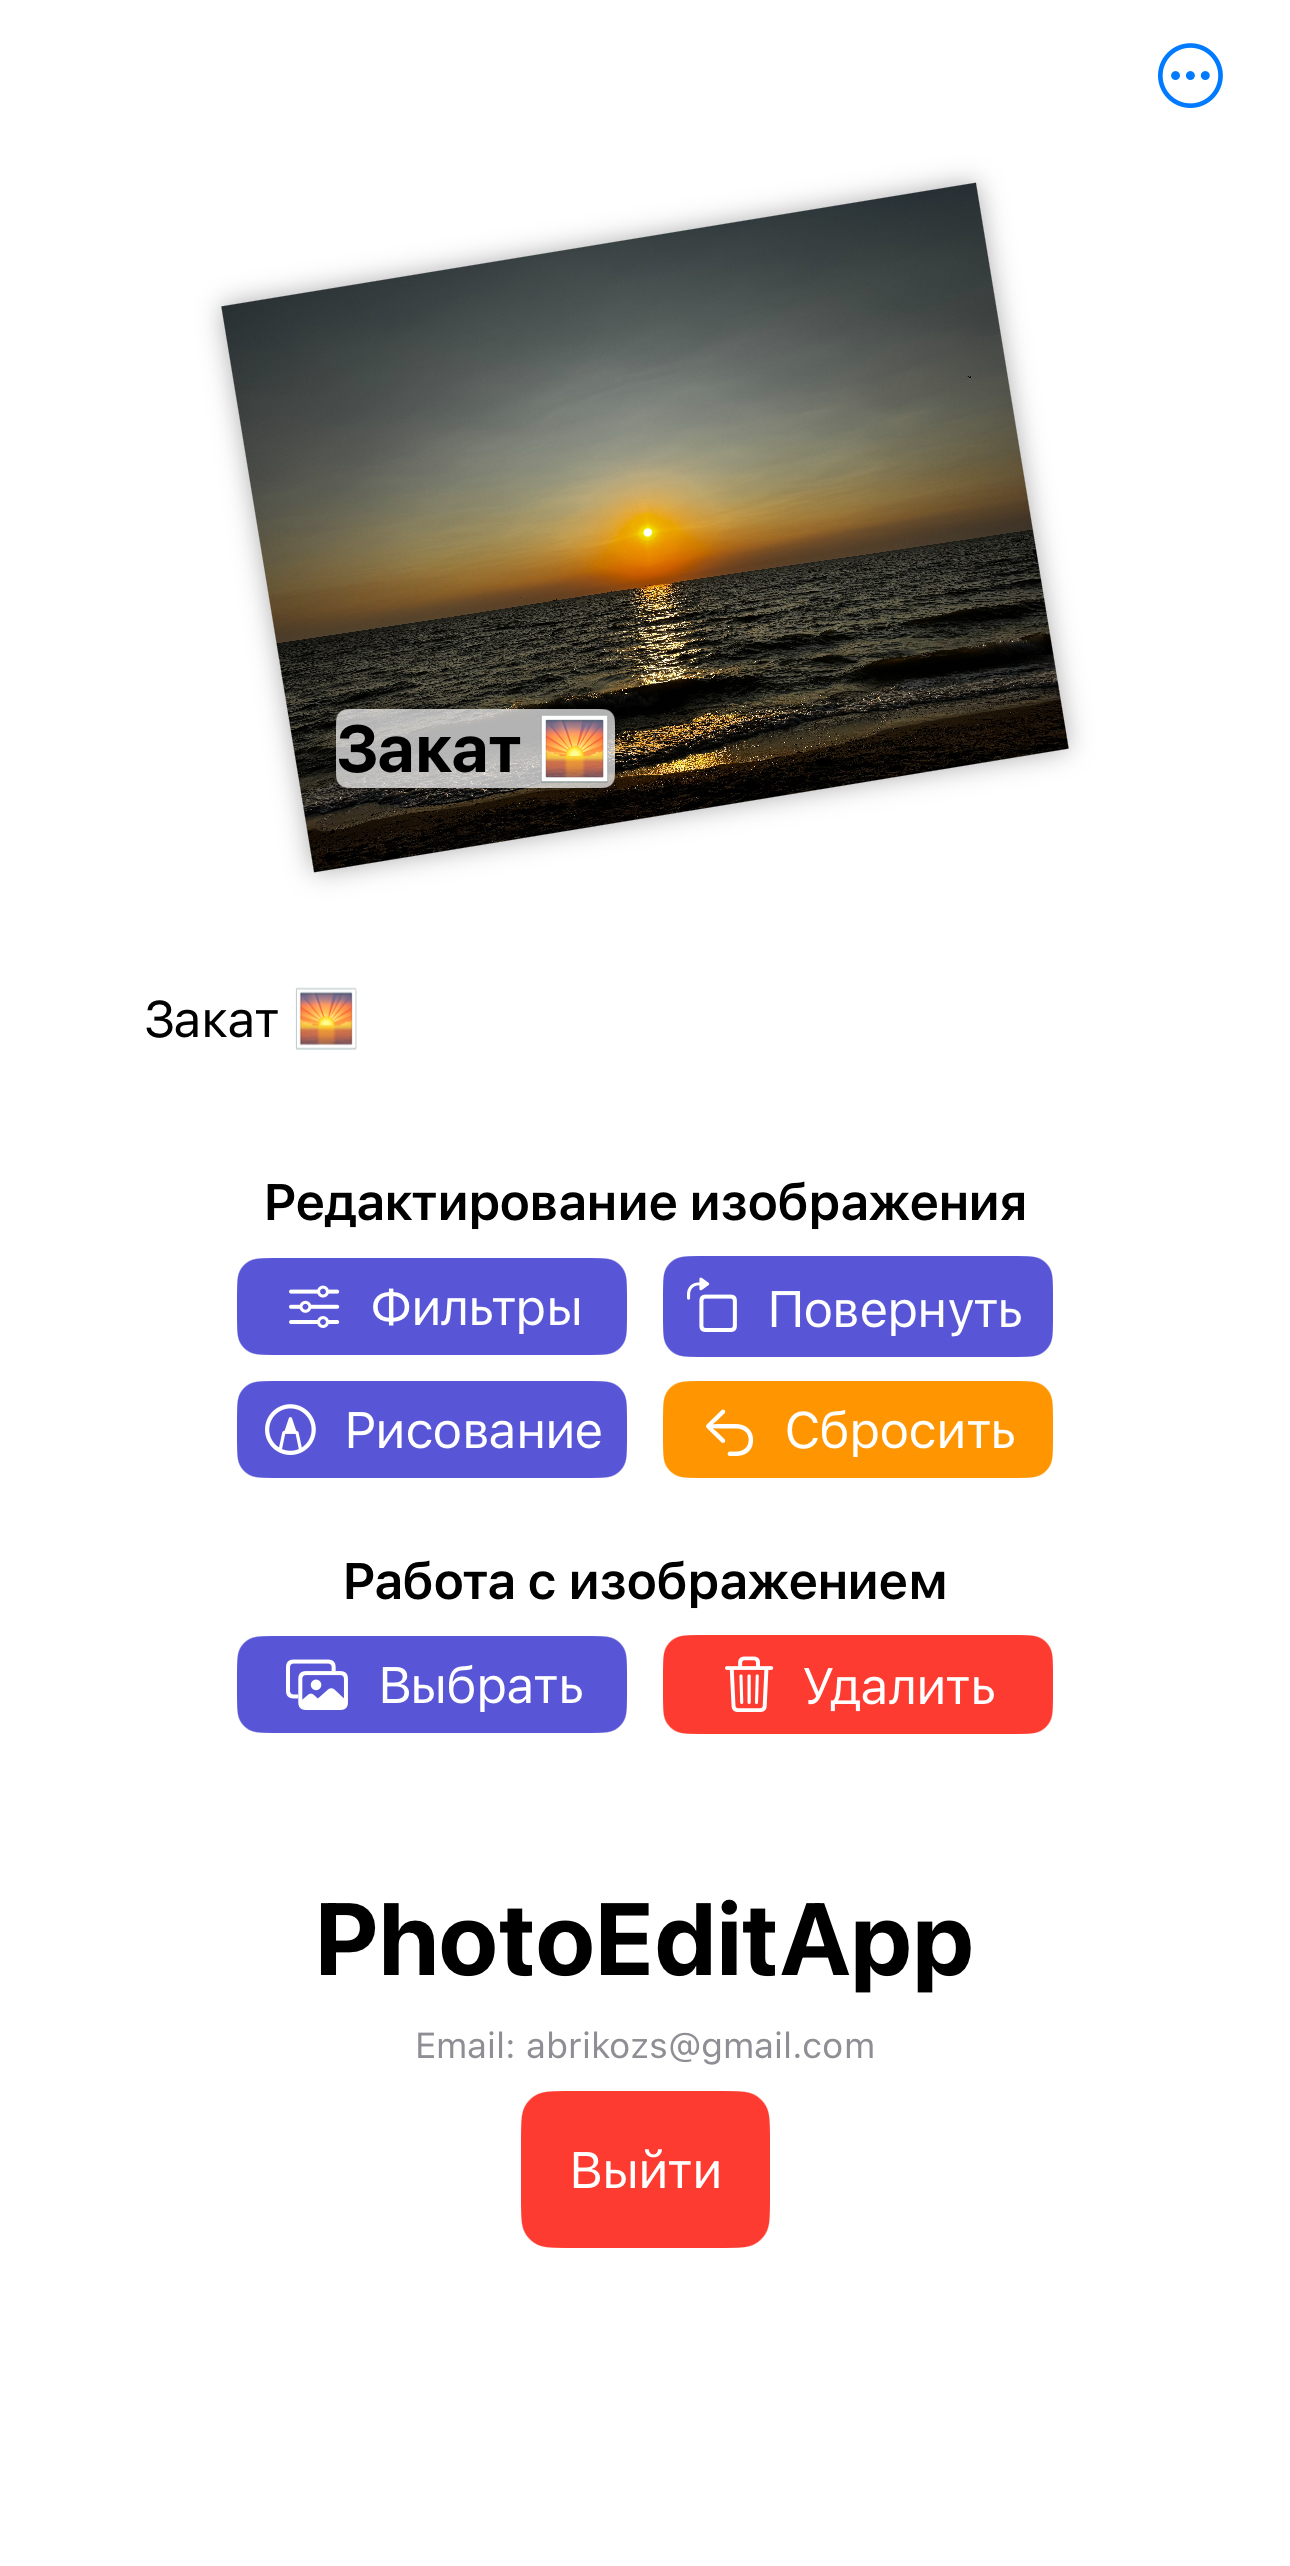 Закат 🌅
Закат 🌅
Редактирование изображения
Фильтры
Повернуть
Рисование
Сбросить
Работа с изображением
Выбрать
Удалить
PhotoEditApp
Email: abrikozs@gmail.com
Выйти